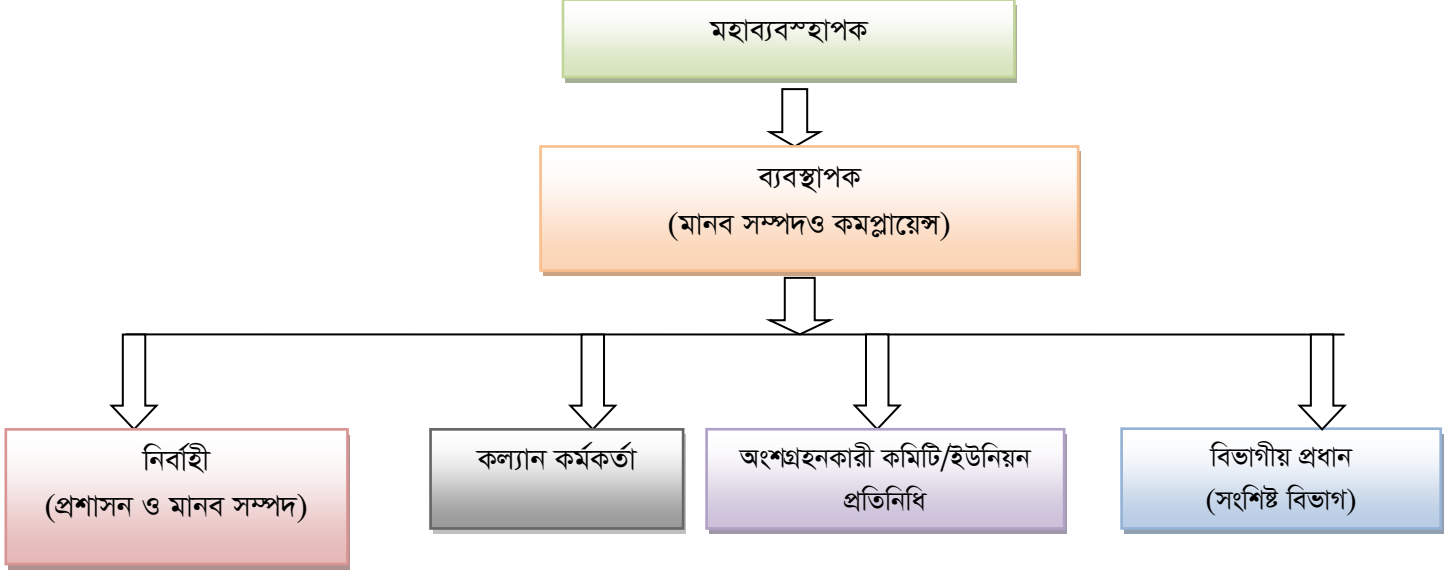 মহাব্যবস্হাপক
ব্যবস্থাপক
(মানব সম্পদও কমপ্লায়েন্স)
নির্বাহী
(প্রশাসন ও মানব সম্পদ)
কল্যান কর্মকর্তা
অংশগ্রহনকারী কমিটি/ইউনিয়ন
প্রতিনিধি
বিভাগীয় প্রধান
(সংশিষ্ট বিভাগ)